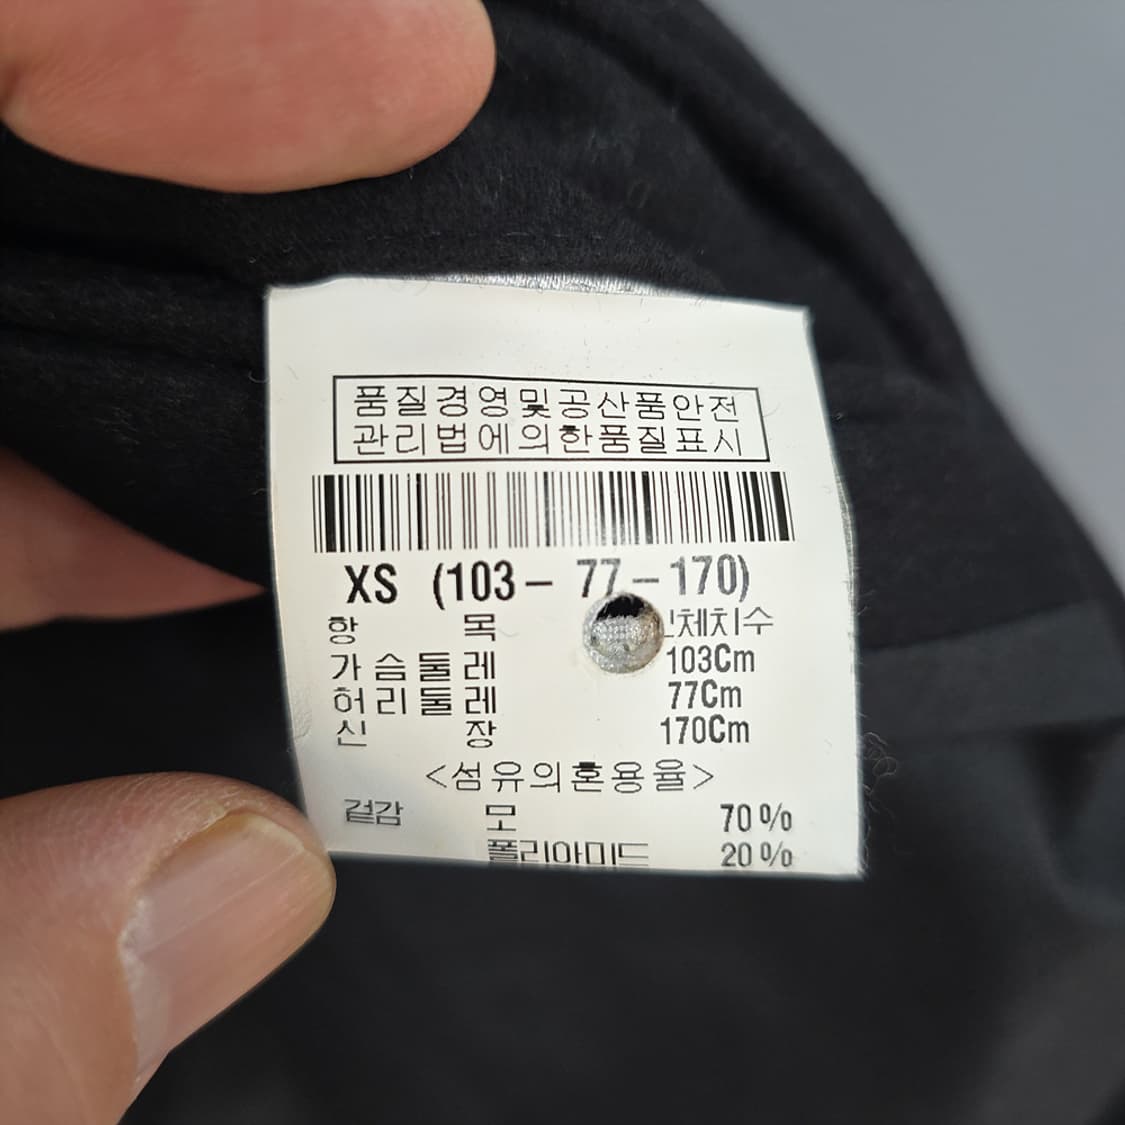 품질경영및공산품안전
관리법에의한품질표시
XS (103- 77-170)
항 목
가슴둘레 103Cm
허리둘레 77Cm
신 장 170Cm
<섬유의혼용율>
겉감 모 70%
폴리아미드 20%